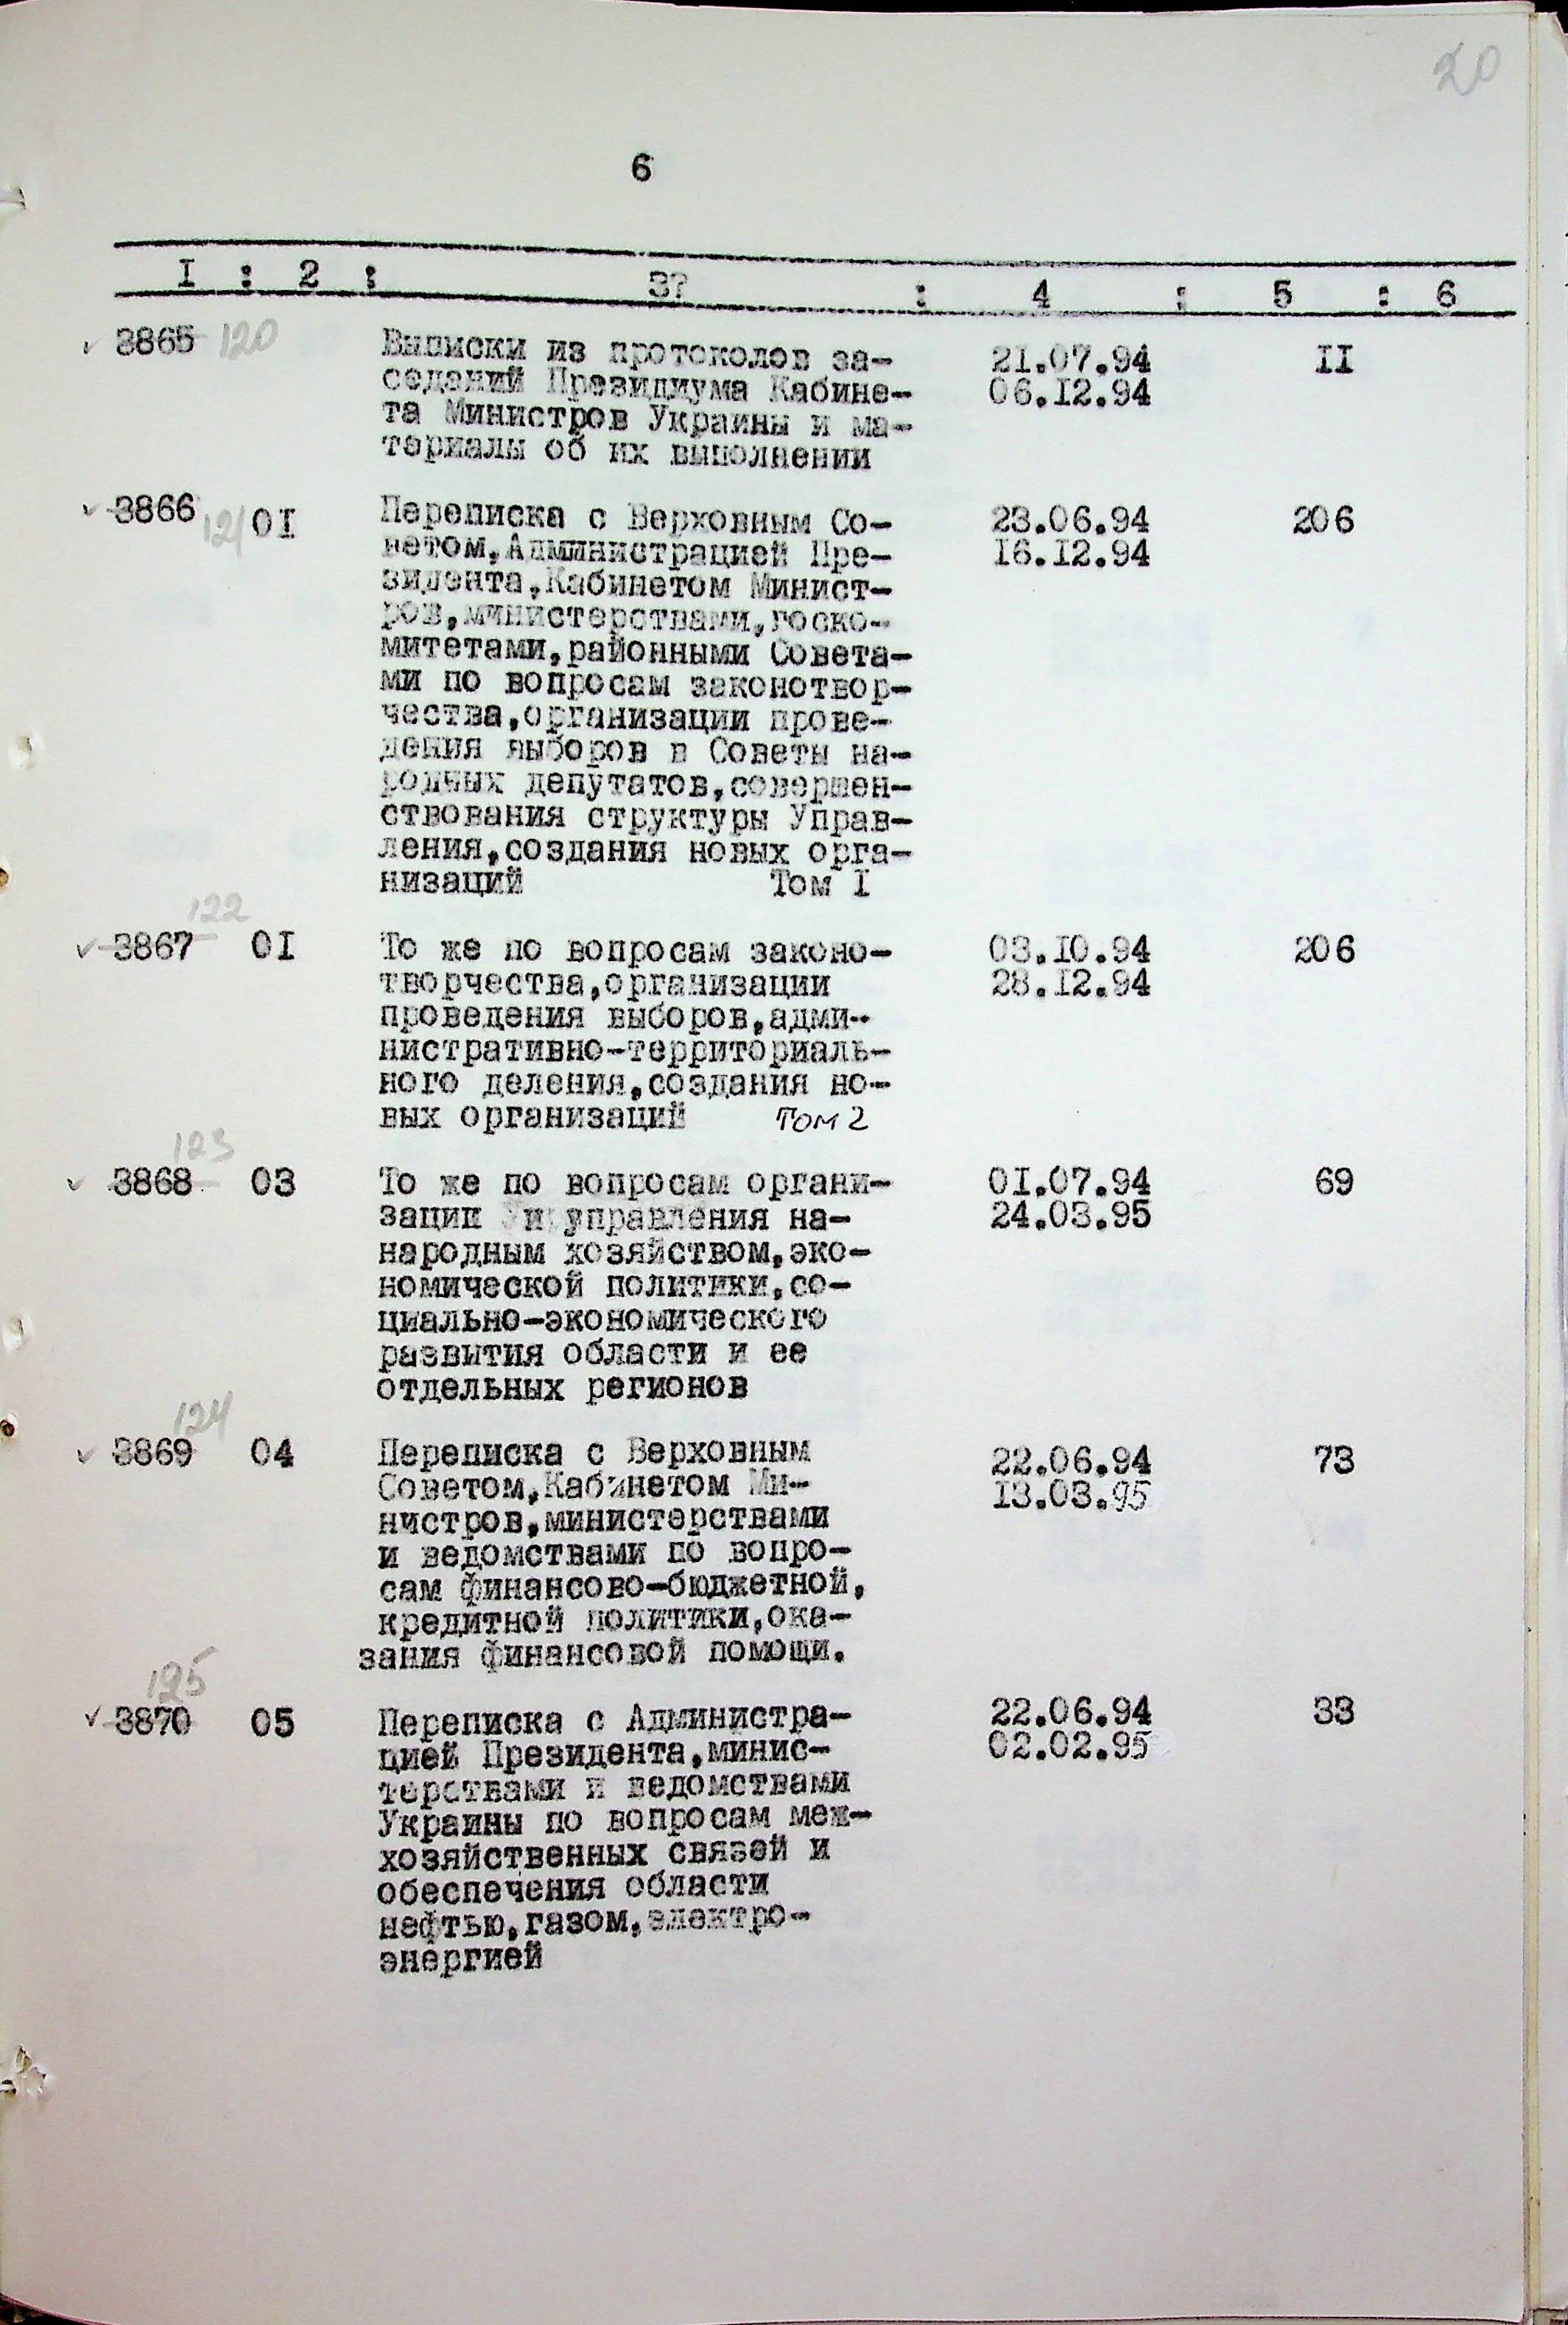 20
6
I : 2 : 3? : 4 : 5 : 6
3865 120 Выписки из протоколов за- 21.07.94 II
седаний Президиума Кабине- 06.I2.94
та Министров Украины и ма-
териалы об их выполнении
3866 121 0I Переписка с Верховным Со- 23.06.94 206
ветом,Администрацией Пре- I6.I2.94
зидента,Кабинетом Минист-
ров,министерствами,госко-
митетами,районными Совета-
ми по вопросам законотвор-
чества,организации прове-
дения выборов в Советы на-
родных депутатов,совершен-
ствования структуры Управ-
ления,создания новых орга-
низаций Том I
122
3867 0I То же по вопросам законо- 03.I0.94 206
творчества,организации 28.I2.94
проведения выборов,адми-
нистративно-территориаль-
ного деления,создания но-
вых организаций Том 2
123
3868 03 То же по вопросам органи- 0I.07.94 69
зации и управления на- 24.03.95
народным хозяйством,эко-
номической политики,со-
циально-экономического
развития области и ее
отдельных регионов
124
3869 04 Переписка с Верховным 22.06.94 73
Советом,Кабинетом Ми- I3.03.95
нистров,министерствами
и ведомствами по вопро-
сам финансово-бюджетной,
кредитной политики,ока-
зания финансовой помощи.
125
3870 05 Переписка с Администра- 22.06.94 33
цией Президента,минис- 02.02.95
терствами и ведомствами
Украины по вопросам меж-
хозяйственных связей и
обеспечения области
нефтью,газом,электро-
энергией